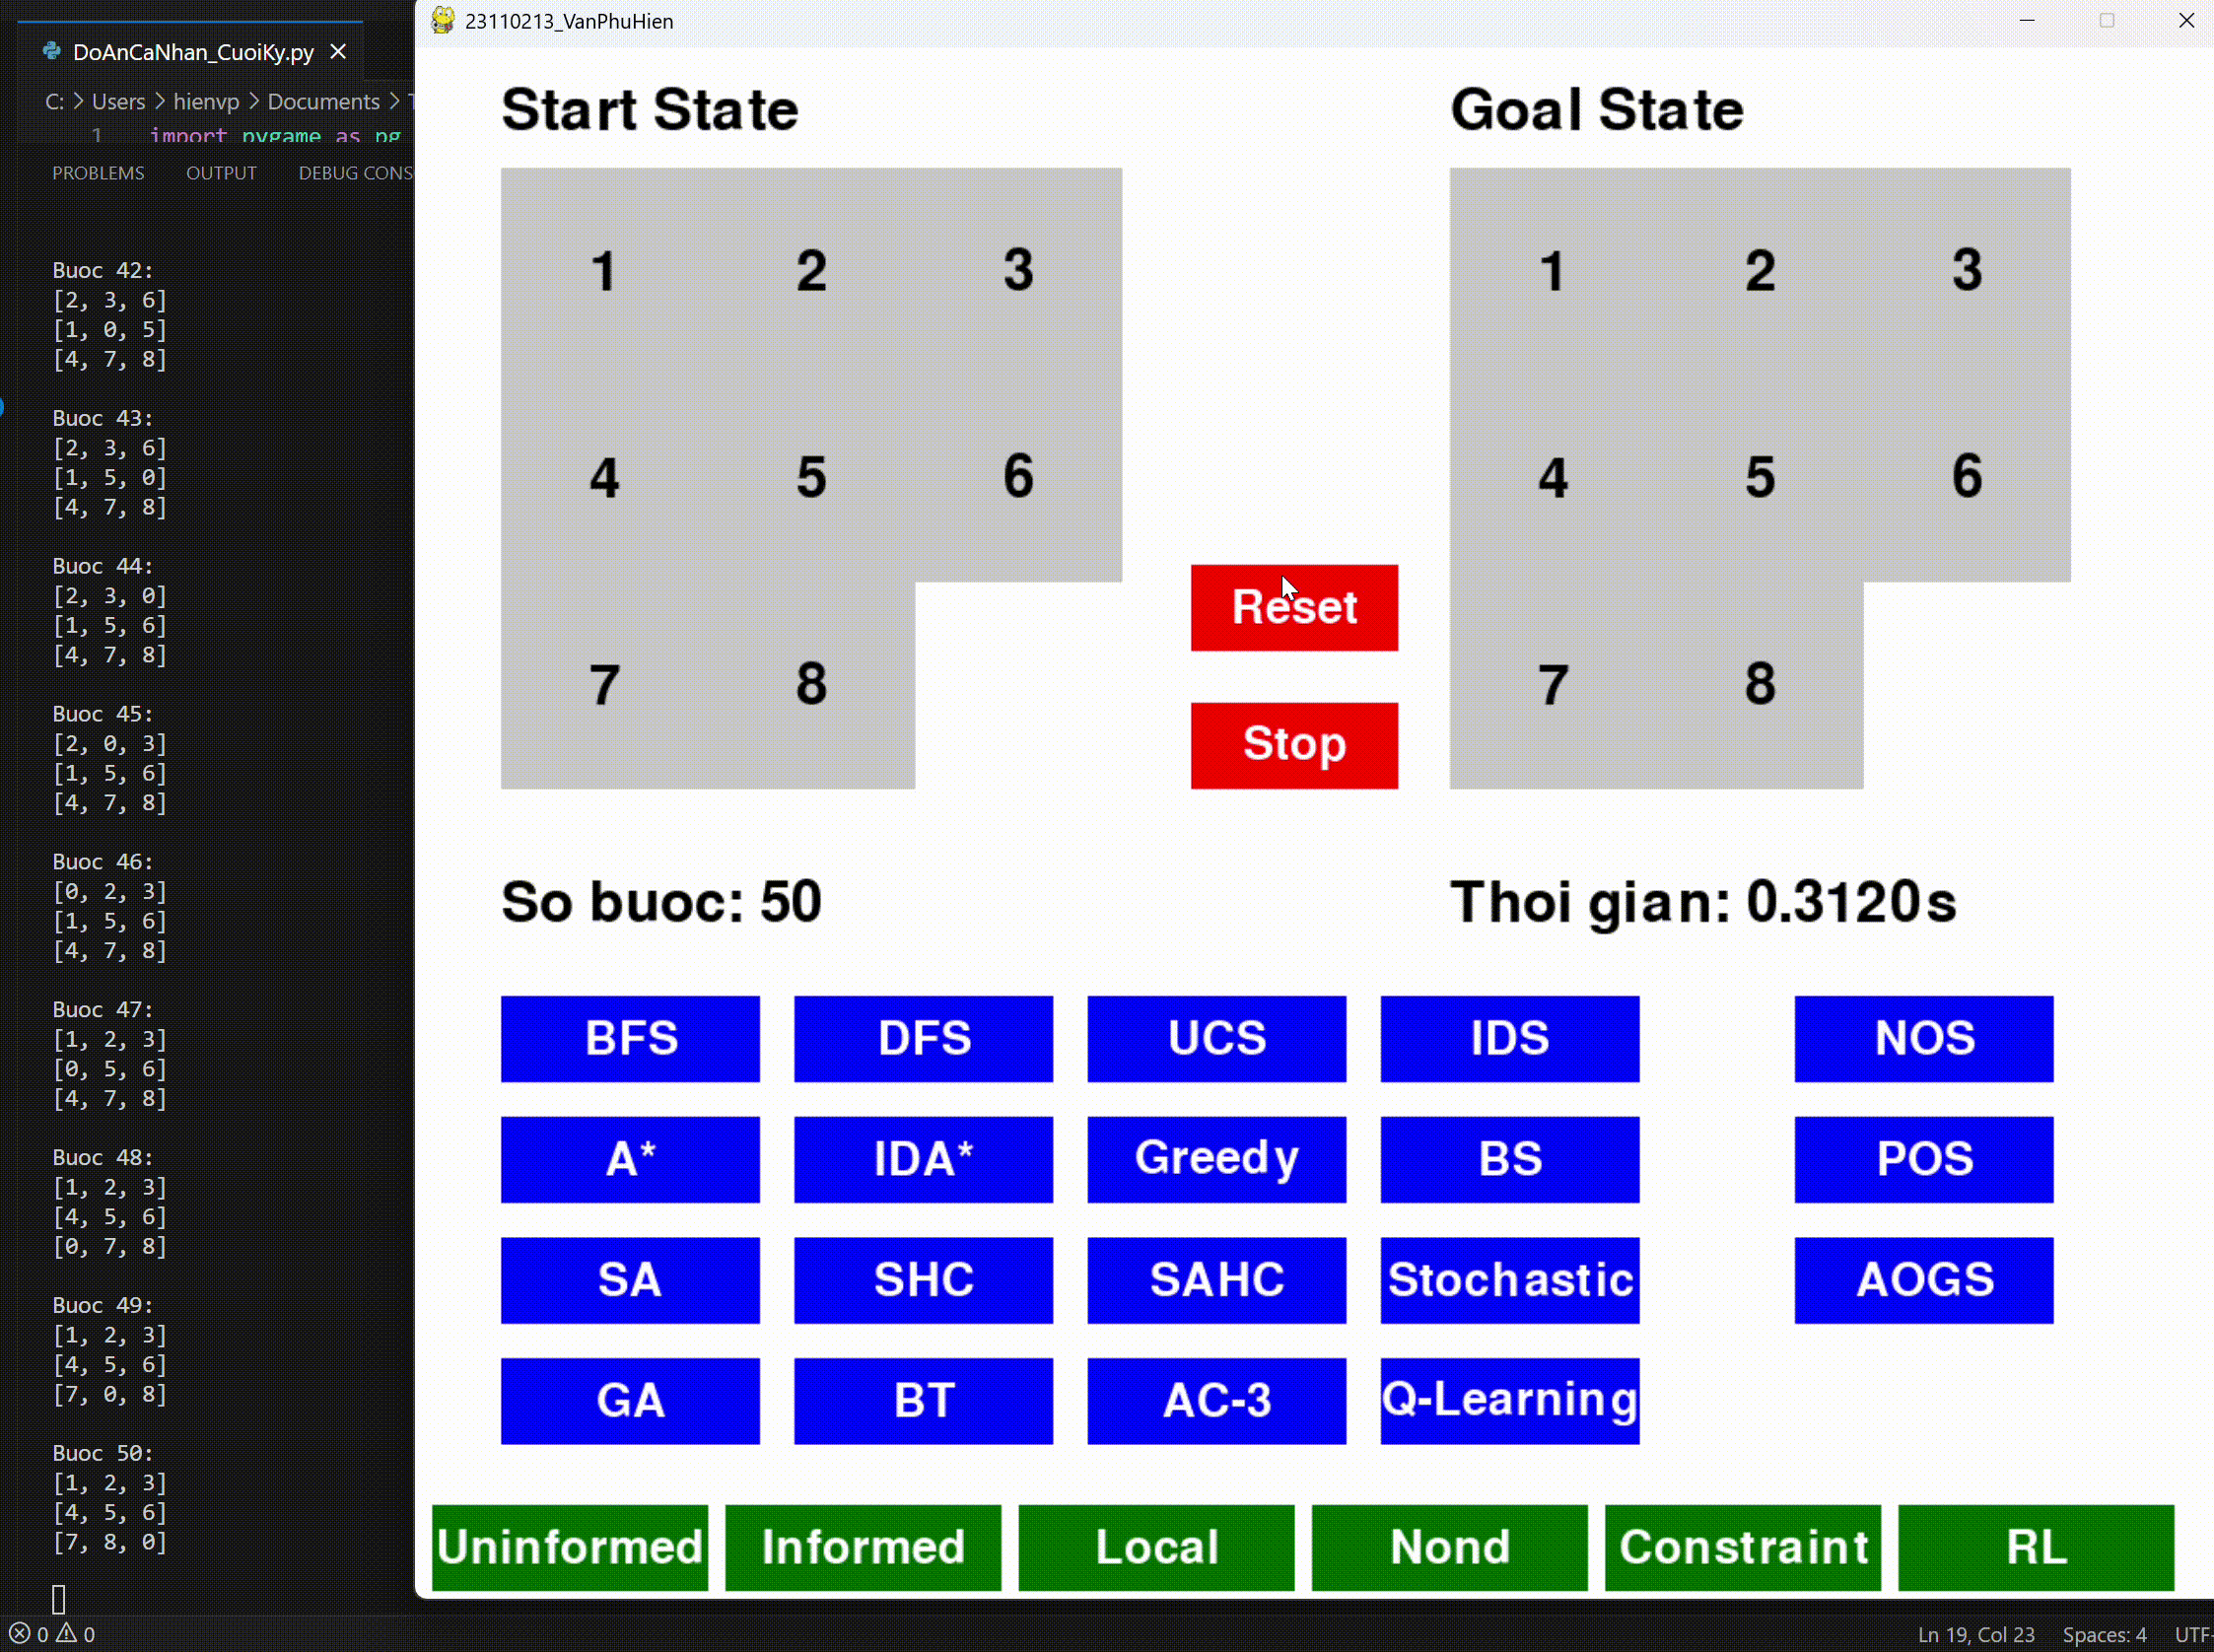 DoAnCaNhan_CuoiKy.py
C: > Users > hienvp > Documents >
1 import pygame as pg
PROBLEMS OUTPUT DEBUG CONS
Buoc 42:
[2, 3, 6]
[1, 0, 5]
[4, 7, 8]
Buoc 43:
[2, 3, 6]
[1, 5, 0]
[4, 7, 8]
Buoc 44:
[2, 3, 0]
[1, 5, 6]
[4, 7, 8]
Buoc 45:
[2, 0, 3]
[1, 5, 6]
[4, 7, 8]
Buoc 46:
[0, 2, 3]
[1, 5, 6]
[4, 7, 8]
Buoc 47:
[1, 2, 3]
[0, 5, 6]
[4, 7, 8]
Buoc 48:
[1, 2, 3]
[4, 5, 6]
[0, 7, 8]
Buoc 49:
[1, 2, 3]
[4, 5, 6]
[7, 0, 8]
Buoc 50:
[1, 2, 3]
[4, 5, 6]
[7, 8, 0]
23110213_VanPhuHien
Start State
1 2 3
4 5 6
7 8
Reset
Stop
Goal State
1 2 3
4 5 6
7 8
So buoc: 50
Thoi gian: 0.3120s
BFS DFS UCS IDS NOS
A* IDA* Greedy BS POS
SA SHC SAHC Stochastic AOGS
GA BT AC-3 Q-Learning
Uninformed Informed Local Nond Constraint RL
0 0
Ln 19, Col 23 Spaces: 4 UTF-